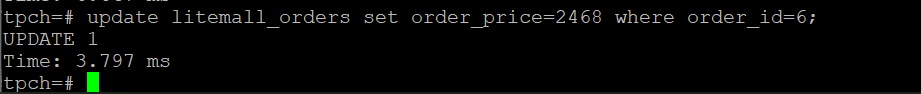 tpch=# update litemall_orders set order_price=2468 where order_id=6;
UPDATE 1
Time: 3.797 ms
tpch=#